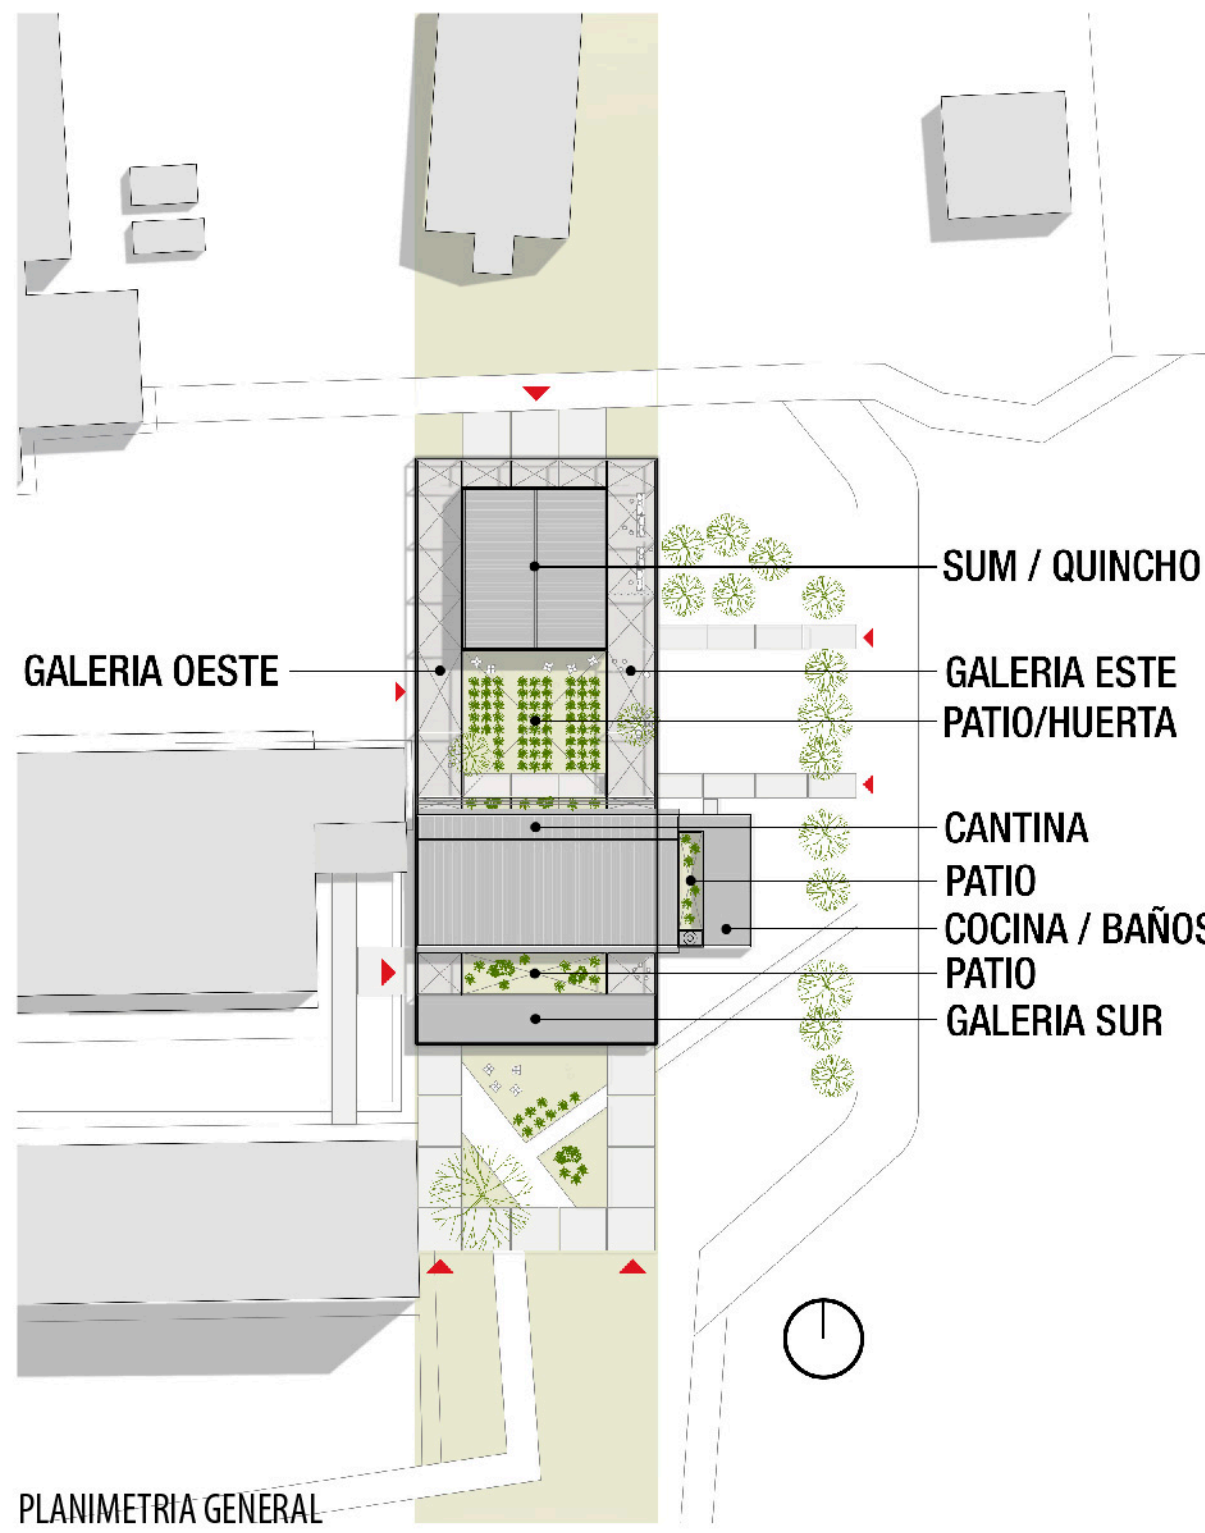 SUM / QUINCHO
GALERIA OESTE
GALERIA ESTE
PATIO/HUERTA
CANTINA
PATIO
COCINA / BAÑOS
PATIO
GALERIA SUR
PLANIMETRIA GENERAL